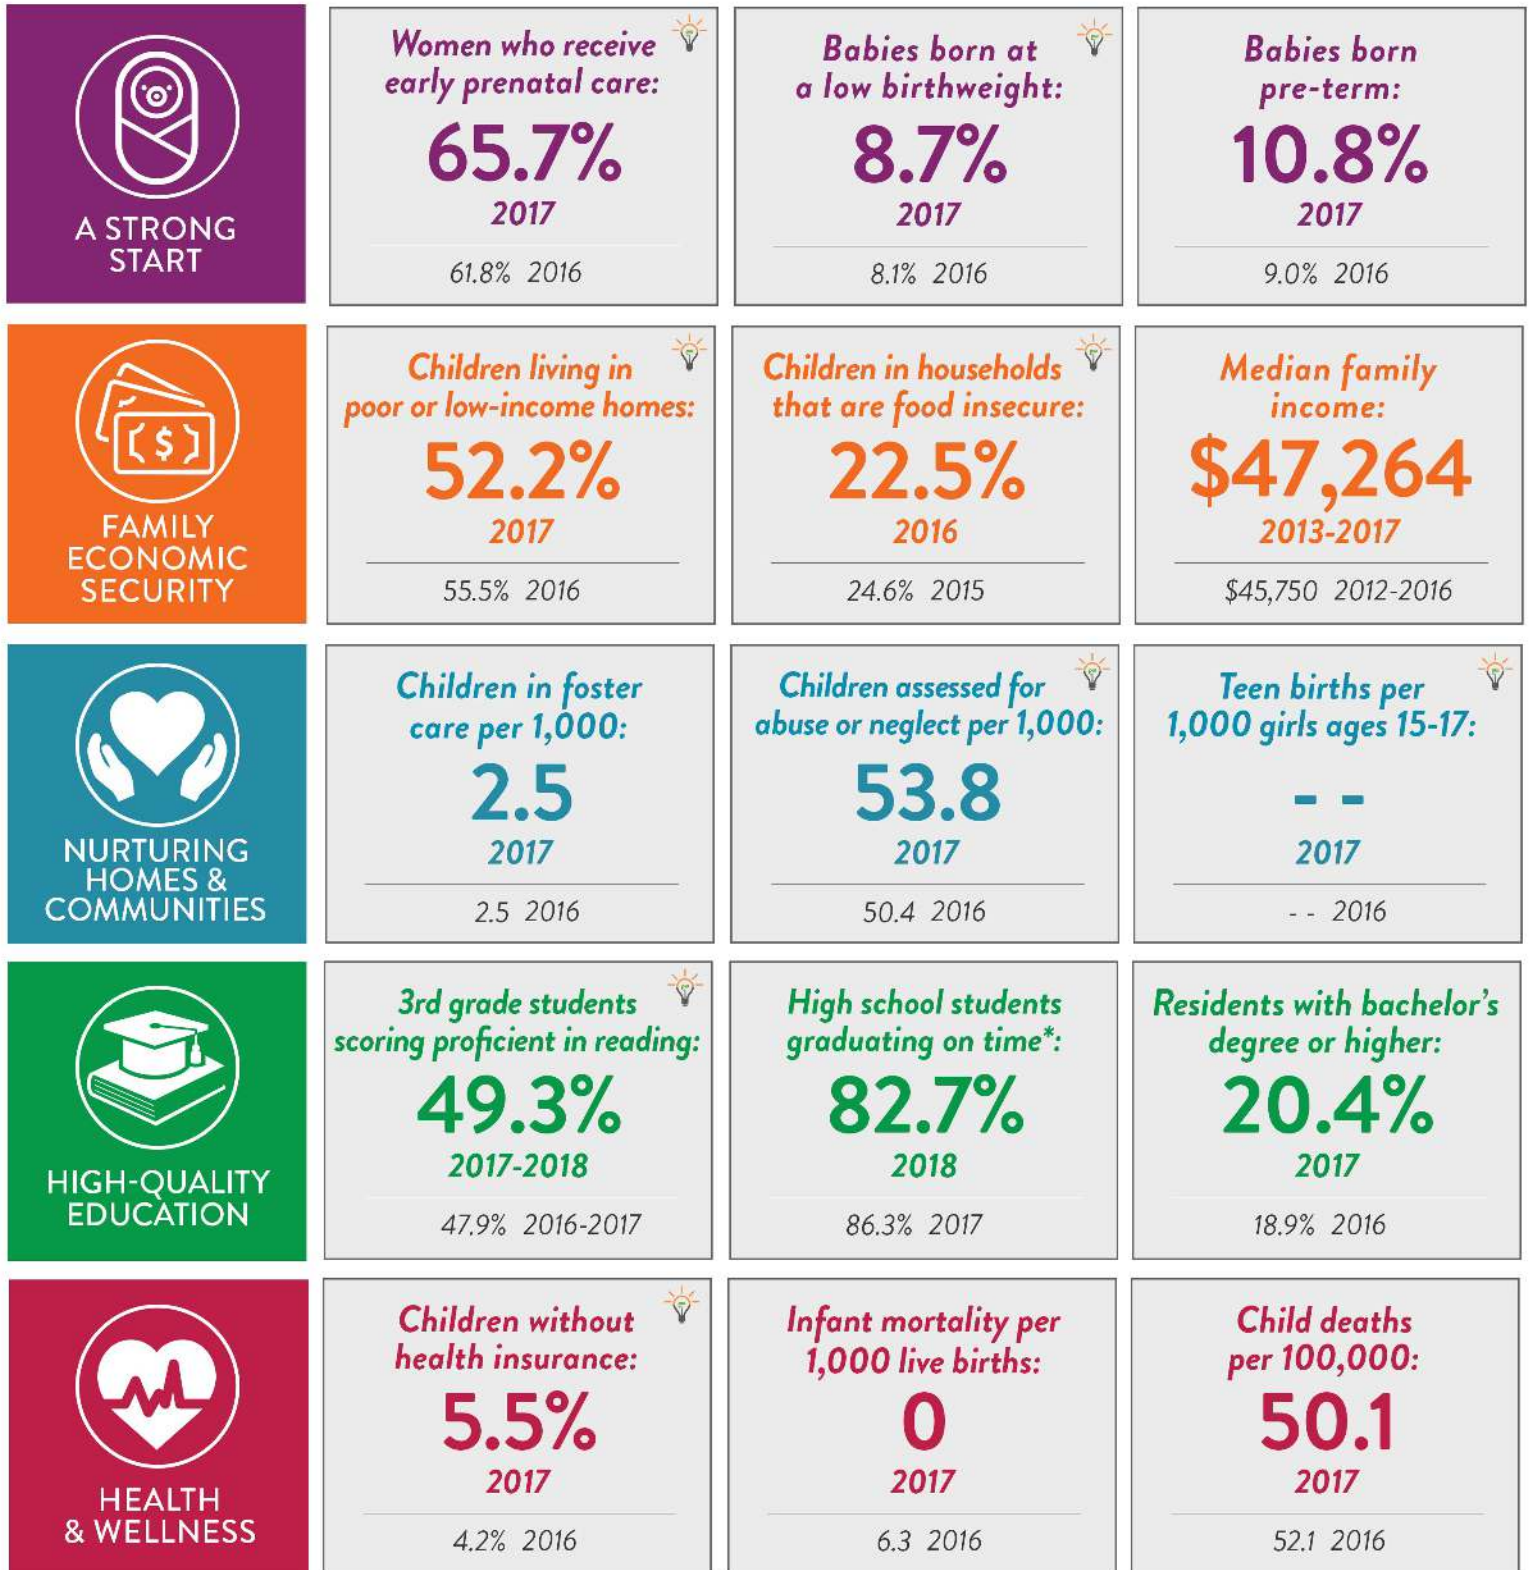 A STRONG
START
Women who receive
early prenatal care:
65.7%
2017
61.8% 2016
Babies born at
a low birthweight:
8.7%
2017
8.1% 2016
Babies born
pre-term:
10.8%
2017
9.0% 2016
$
FAMILY
ECONOMIC
SECURITY
Children living in
poor or low-income homes:
52.2%
2017
55.5% 2016
Children in households
that are food insecure:
22.5%
2016
24.6% 2015
Median family
income:
$47,264
2013-2017
$45,750 2012-2016
NURTURING
HOMES &
COMMUNITIES
Children in foster
care per 1,000:
2.5
2017
2.5 2016
Children assessed for
abuse or neglect per 1,000:
53.8
2017
50.4 2016
Teen births per
1,000 girls ages 15-17:
- -
2017
- - 2016
HIGH-QUALITY
EDUCATION
3rd grade students
scoring proficient in reading:
49.3%
2017-2018
47.9% 2016-2017
High school students
graduating on time*:
82.7%
2018
86.3% 2017
Residents with bachelor's
degree or higher:
20.4%
2017
18.9% 2016
HEALTH
& WELLNESS
Children without
health insurance:
5.5%
2017
4.2% 2016
Infant mortality per
1,000 live births:
0
2017
6.3 2016
Child deaths
per 100,000:
50.1
2017
52.1 2016